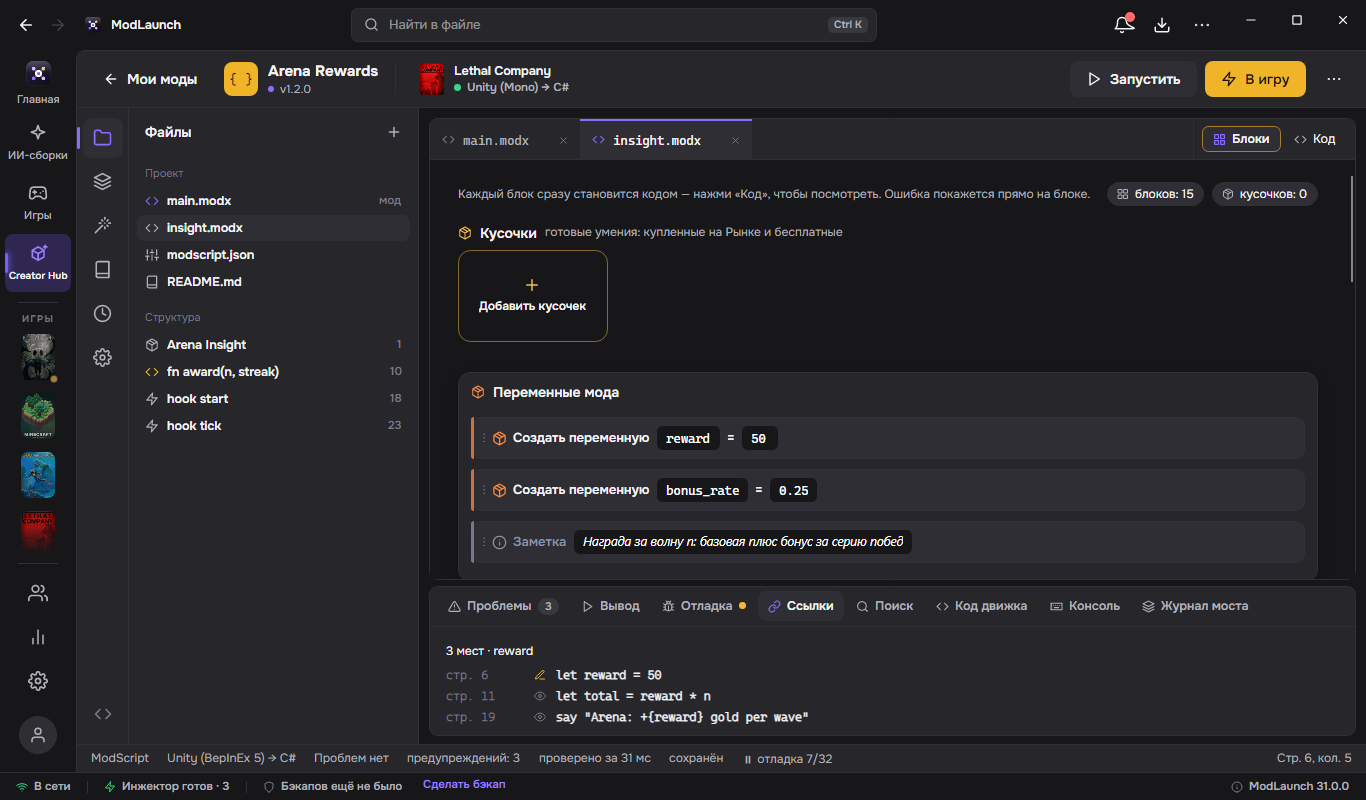 ModLaunch
Найти в файле
Ctrl K
Главная
ИИ-сборки
Игры
Creator Hub
ИГРЫ
MINECRAFT
LETHAL COMPANY
Мои моды
{ }
Arena Rewards
v1.2.0
Lethal Company
Unity (Mono) → C#
Запустить
В игру
Файлы
Проект
main.modx мод
insight.modx
modscript.json
README.md
Структура
Arena Insight 1
fn award(n, streak) 10
hook start 18
hook tick 23
main.modx
insight.modx
Блоки
Код
Каждый блок сразу становится кодом — нажми «Код», чтобы посмотреть. Ошибка покажется прямо на блоке.
блоков: 15
кусочков: 0
Кусочки готовые умения: купленные на Рынке и бесплатные
Добавить кусочек
Переменные мода
Создать переменную reward = 50
Создать переменную bonus_rate = 0.25
Заметка Награда за волну n: базовая плюс бонус за серию побед
Проблемы 3
Вывод
Отладка
Ссылки
Поиск
Код движка
Консоль
Журнал моста
3 мест · reward
стр. 6 let reward = 50
стр. 11 let total = reward * n
стр. 19 say "Arena: +{reward} gold per wave"
ModScript
Unity (BepInEx 5) → C#
Проблем нет
предупреждений: 3
проверено за 31 мс
сохранён
отладка 7/32
Стр. 6, кол. 5
В сети
Инжектор готов · 3
Бэкапов ещё не было
Сделать бэкап
ModLaunch 31.0.0